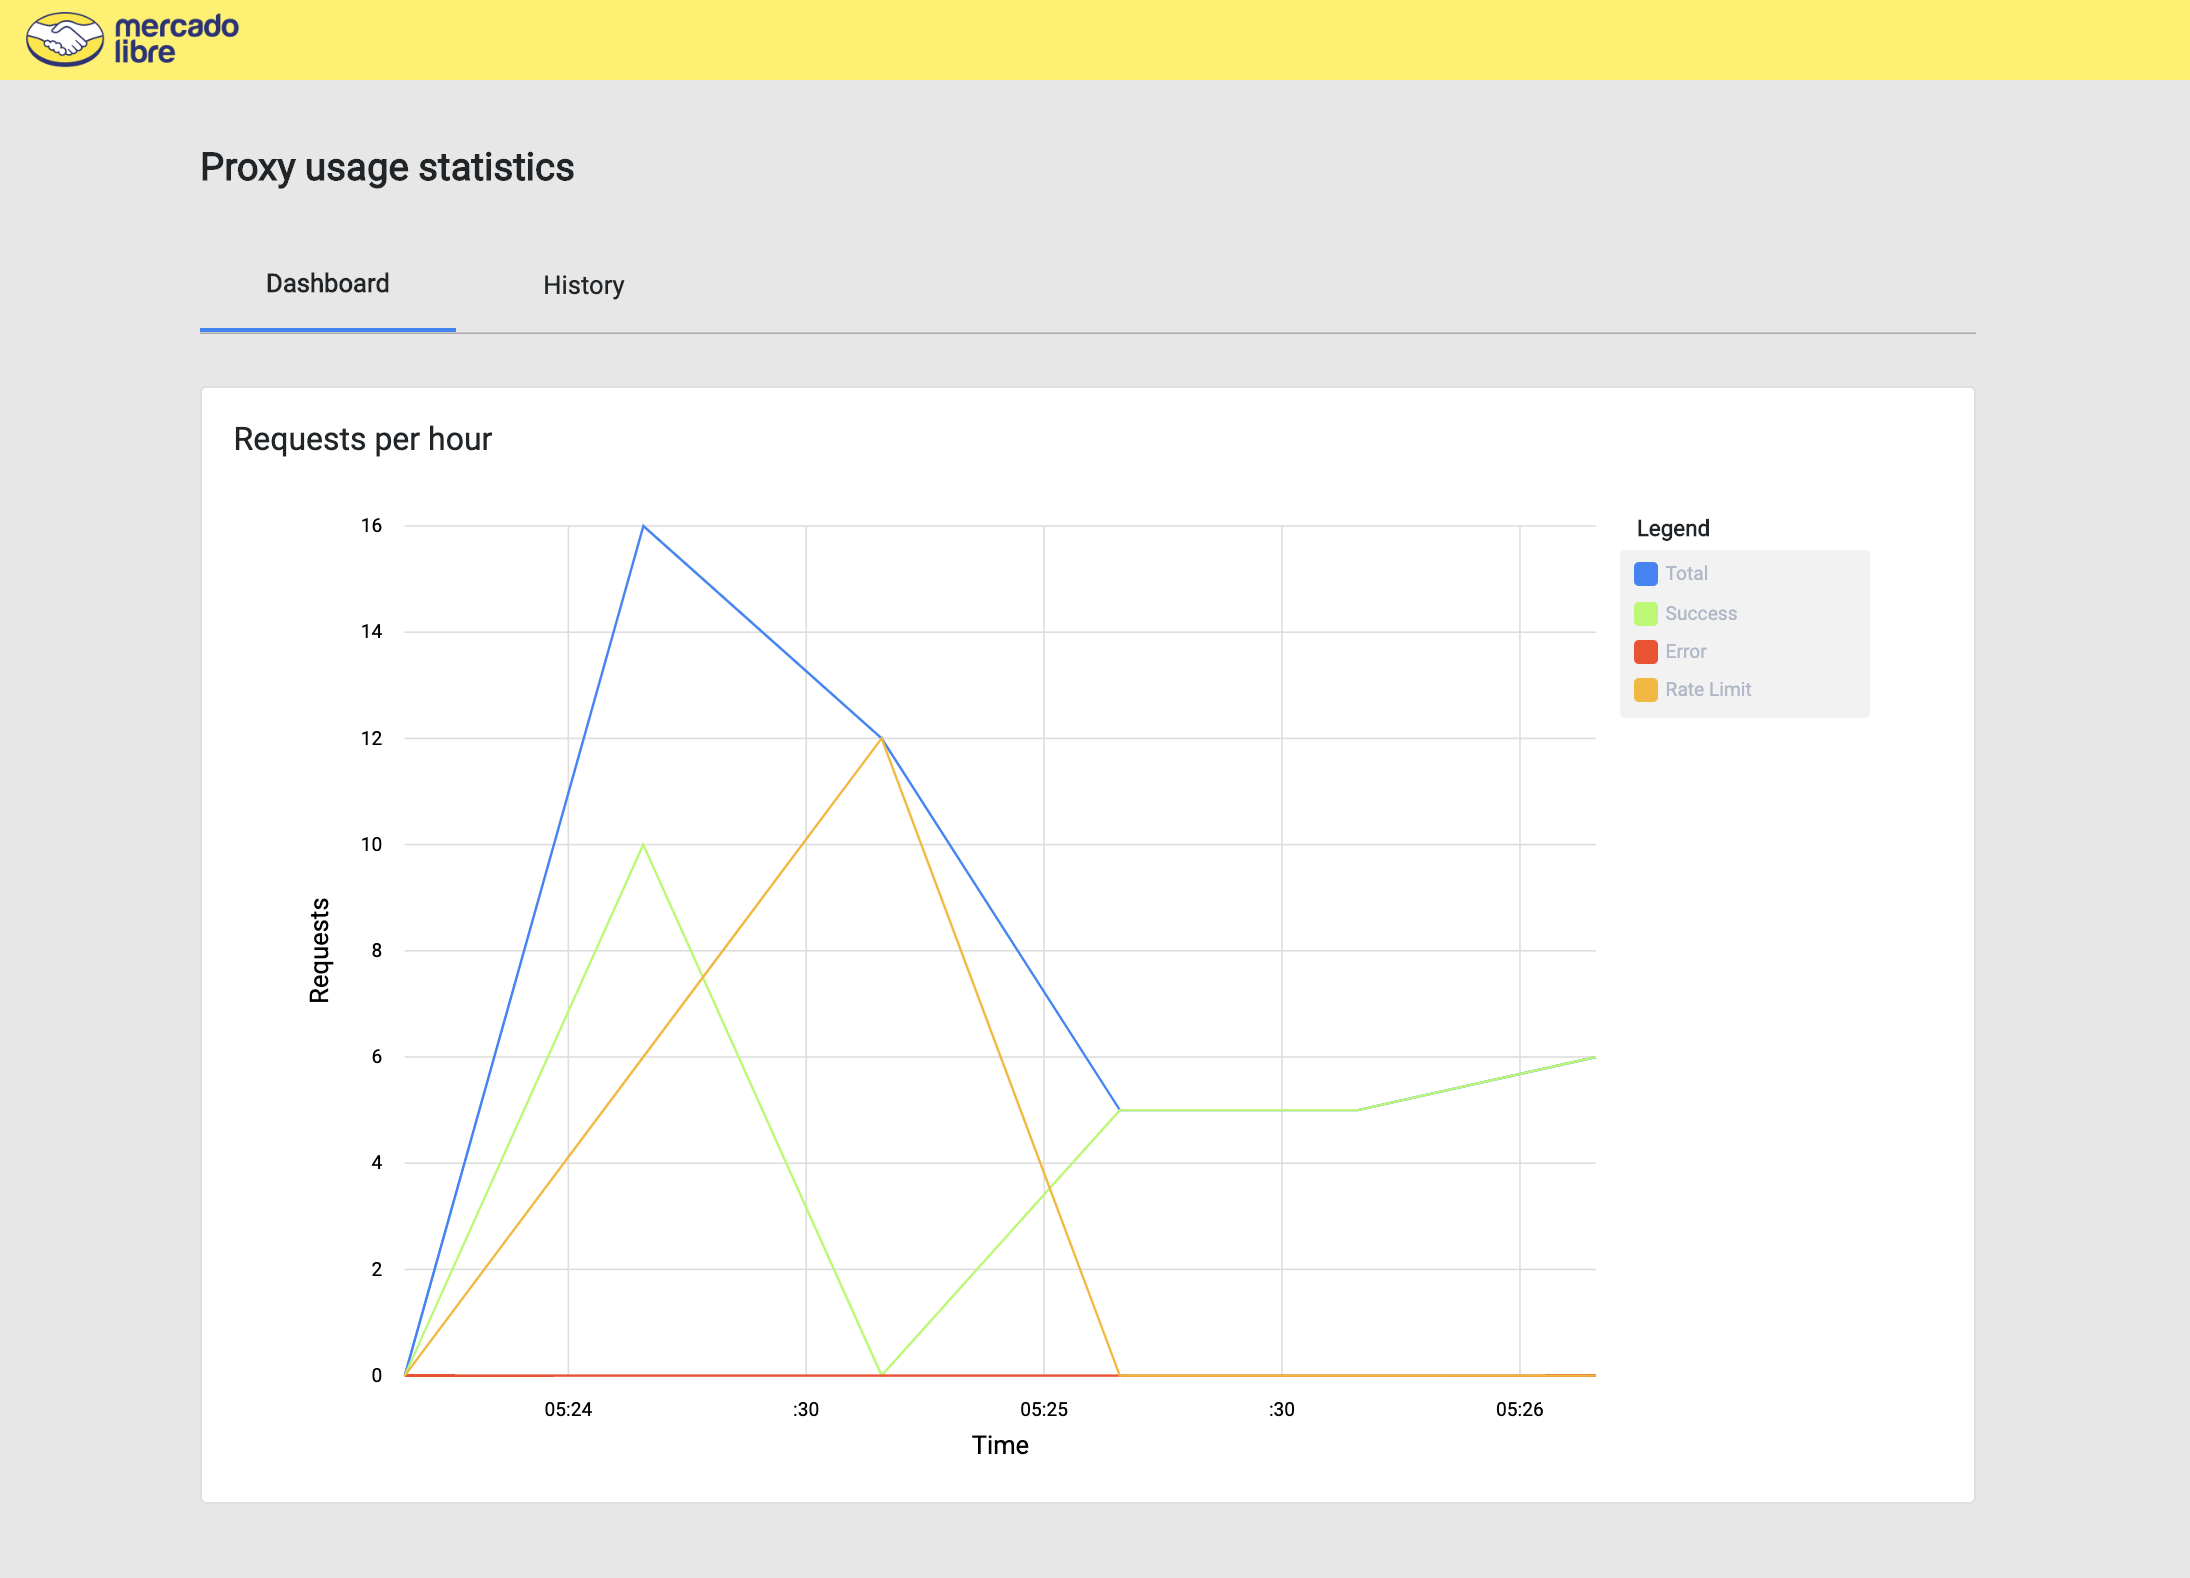 mercado
libre
Proxy usage statistics
Dashboard
History
Requests per hour
16
14
12
10
8
6
4
2
0
Requests
05:24
:30
05:25
:30
05:26
Time
Legend
Total
Success
Error
Rate Limit